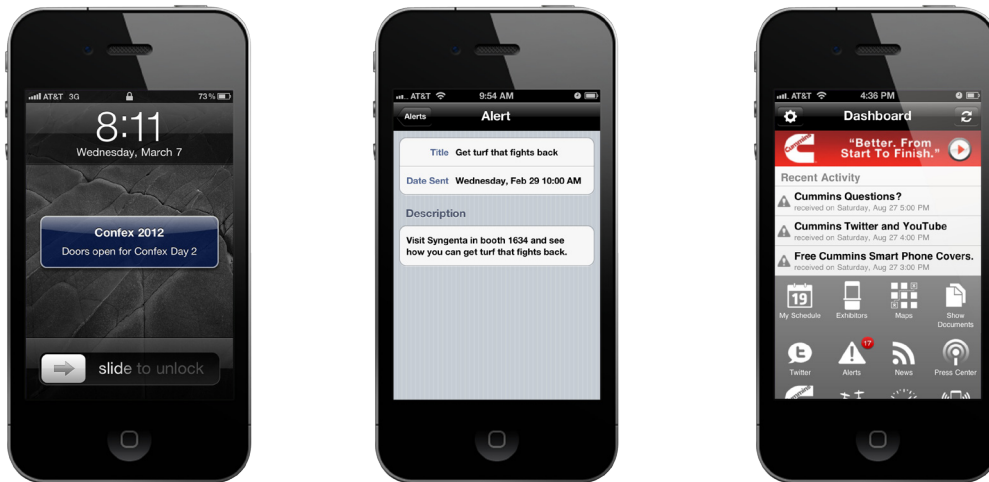 AT&T 3G 73%
8:11
Wednesday, March 7
Confex 2012
Doors open for Confex Day 2
slide to unlock
AT&T 9:54 AM
Alerts Alert
Title Get turf that fights back
Date Sent Wednesday, Feb 29 10:00 AM
Description
Visit Syngenta in booth 1634 and see
how you can get turf that fights back.
AT&T 4:36 PM
Dashboard
Cummins
“Better. From
Start To Finish.”
Recent Activity
Cummins Questions?
received on Saturday, Aug 27 5:00 PM
Cummins Twitter and YouTube
received on Saturday, Aug 27 4:00 PM
Free Cummins Smart Phone Covers.
received on Saturday, Aug 27 3:00 PM
19
My Schedule Exhibitors Maps Show
Documents
17
Twitter Alerts News Press Center